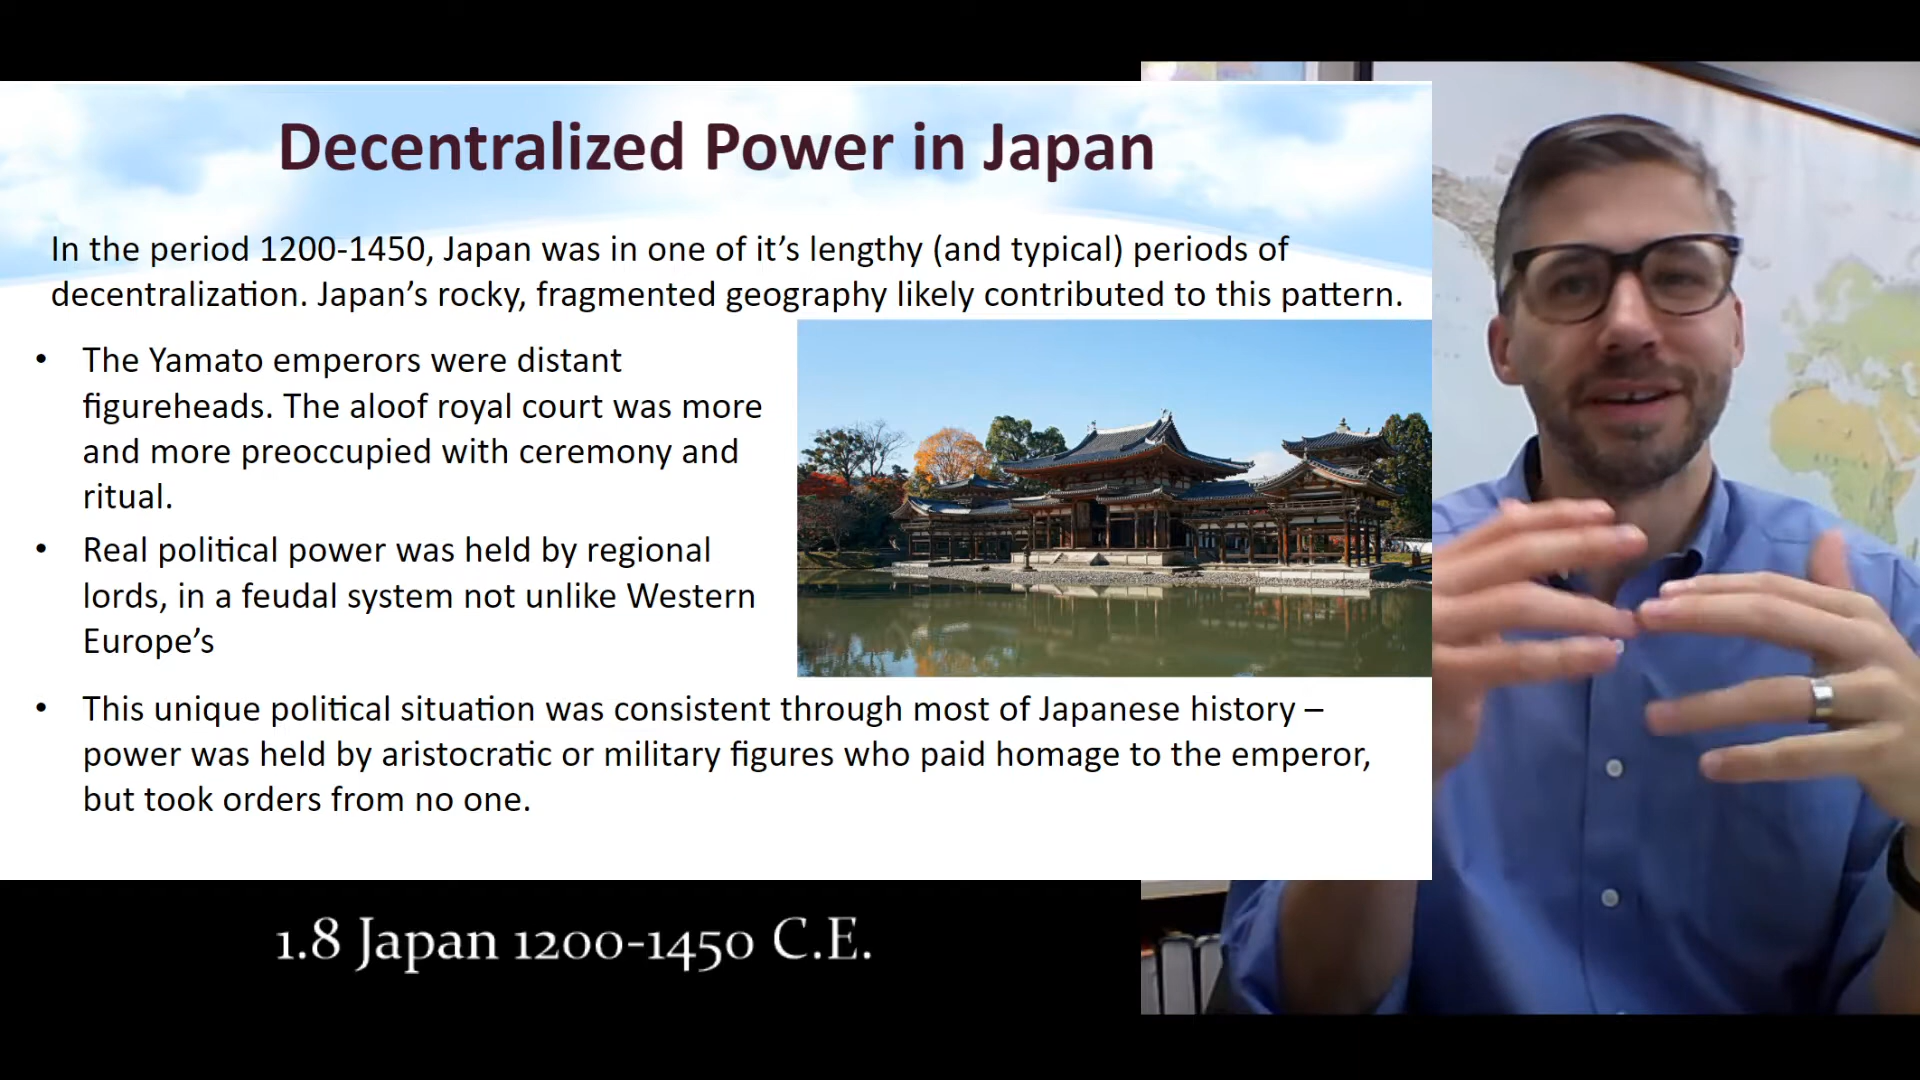 Decentralized Power in Japan
In the period 1200-1450, Japan was in one of it's lengthy (and typical) periods of
decentralization. Japan's rocky, fragmented geography likely contributed to this pattern.
• The Yamato emperors were distant
figureheads. The aloof royal court was more
and more preoccupied with ceremony and
ritual.
• Real political power was held by regional
lords, in a feudal system not unlike Western
Europe's
• This unique political situation was consistent through most of Japanese history –
power was held by aristocratic or military figures who paid homage to the emperor,
but took orders from no one.
1.8 Japan 1200-1450 C.E.